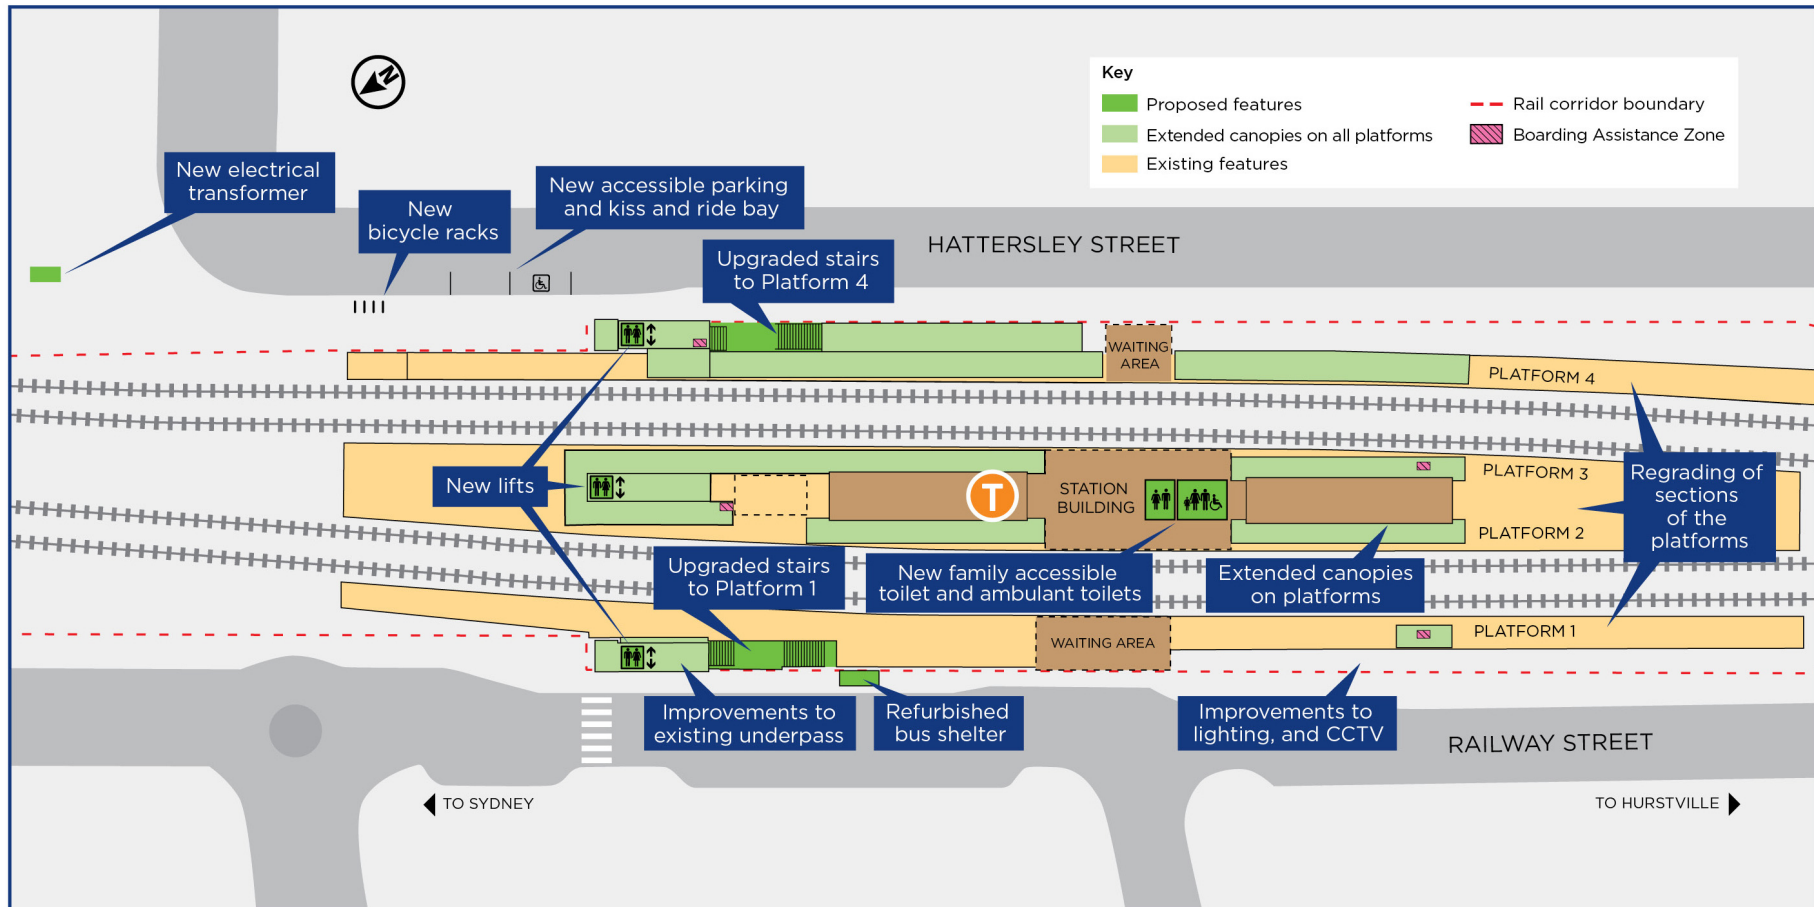 N
Key
Proposed features
Extended canopies on all platforms
Existing features
Rail corridor boundary
Boarding Assistance Zone
New electrical
transformer
New
bicycle racks
New accessible parking
and kiss and ride bay
HATTERSLEY STREET
Upgraded stairs
to Platform 4
WAITING
AREA
PLATFORM 4
New lifts
T
STATION
BUILDING
PLATFORM 3
PLATFORM 2
Regrading of
sections
of the
platforms
Upgraded stairs
to Platform 1
New family accessible
toilet and ambulant toilets
Extended canopies
on platforms
WAITING AREA
PLATFORM 1
Improvements to
existing underpass
Refurbished
bus shelter
Improvements to
lighting, and CCTV
RAILWAY STREET
TO SYDNEY
TO HURSTVILLE